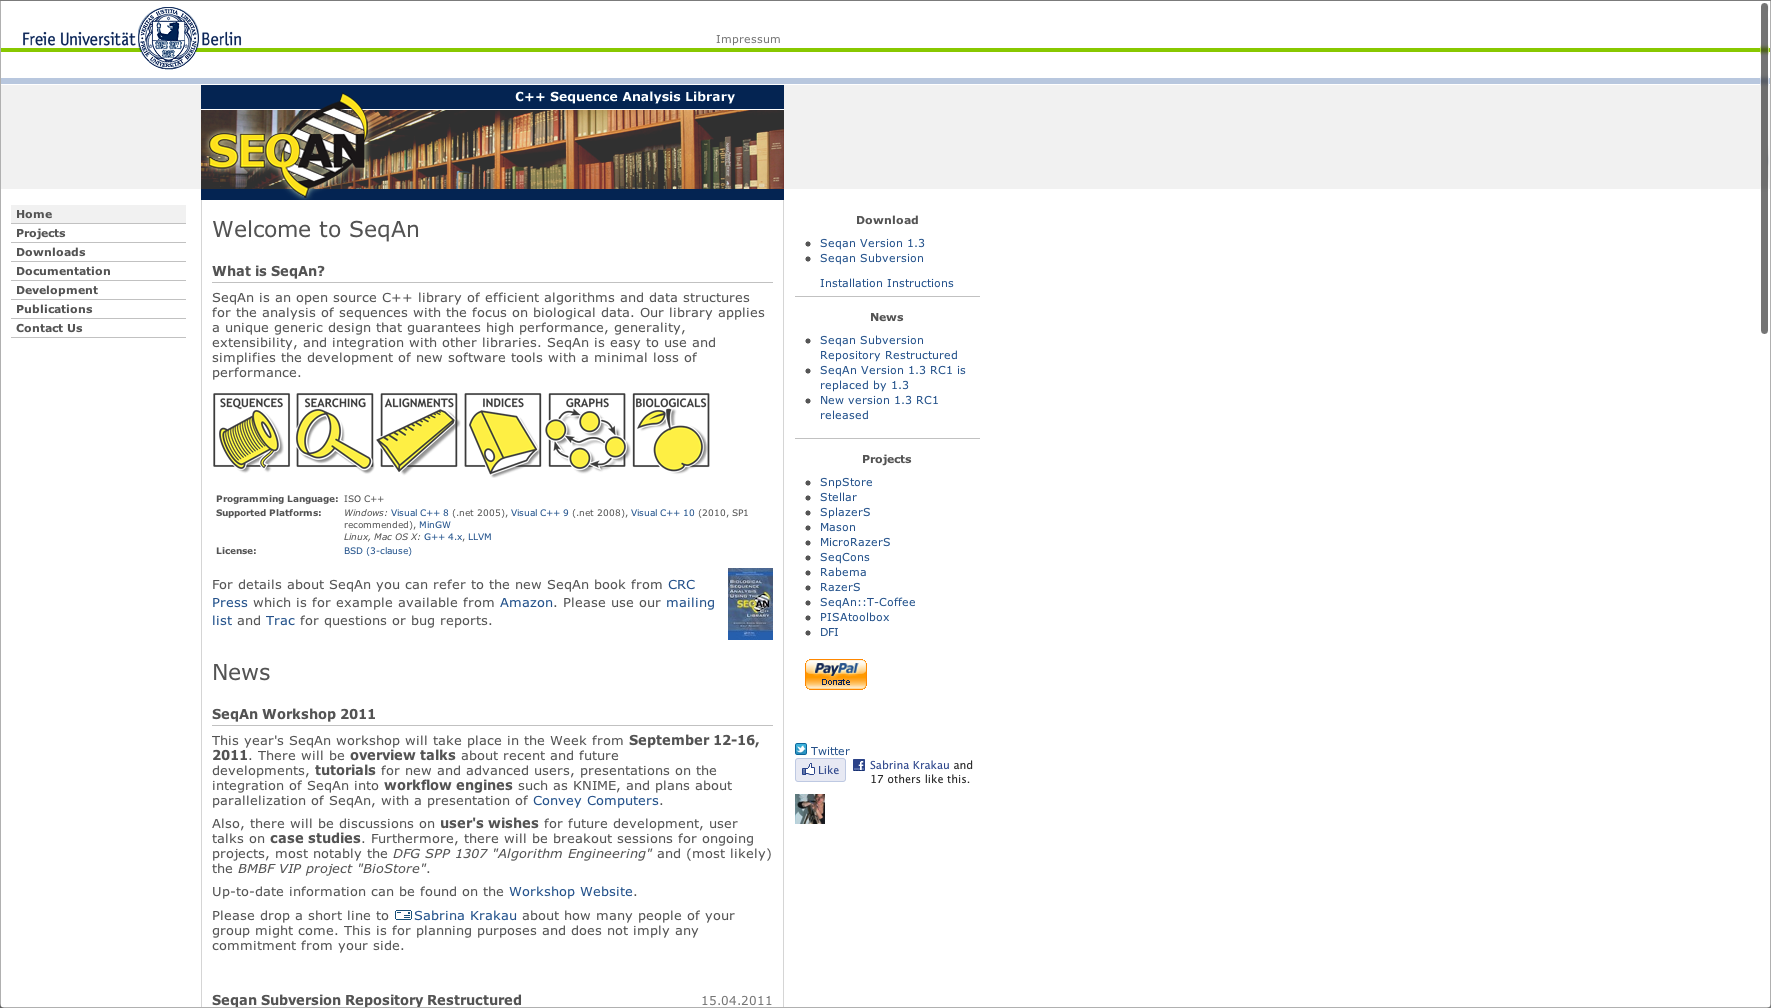 Freie Universität Berlin
Impressum
C++ Sequence Analysis Library
SEQAN
Home
Projects
Downloads
Documentation
Development
Publications
Contact Us
Welcome to SeqAn
What is SeqAn?
SeqAn is an open source C++ library of efficient algorithms and data structures
for the analysis of sequences with the focus on biological data. Our library applies
a unique generic design that guarantees high performance, generality,
extensibility, and integration with other libraries. SeqAn is easy to use and
simplifies the development of new software tools with a minimal loss of
performance.
SEQUENCES SEARCHING ALIGNMENTS INDICES GRAPHS BIOLOGICALS
Programming Language: ISO C++
Supported Platforms: Windows: Visual C++ 8 (.net 2005), Visual C++ 9 (.net 2008), Visual C++ 10 (2010, SP1
recommended), MinGW
Linux, Mac OS X: G++ 4.x, LLVM
License: BSD (3-clause)
For details about SeqAn you can refer to the new SeqAn book from CRC
Press which is for example available from Amazon. Please use our mailing
list and Trac for questions or bug reports.
BIOLOGICAL
SEQUENCE
ANALYSIS
USING THE
SEQAN
C++
LIBRARY
News
SeqAn Workshop 2011
This year's SeqAn workshop will take place in the Week from September 12-16,
2011. There will be overview talks about recent and future
developments, tutorials for new and advanced users, presentations on the
integration of SeqAn into workflow engines such as KNIME, and plans about
parallelization of SeqAn, with a presentation of Convey Computers.
Also, there will be discussions on user's wishes for future development, user
talks on case studies. Furthermore, there will be breakout sessions for ongoing
projects, most notably the DFG SPP 1307 "Algorithm Engineering" and (most likely)
the BMBF VIP project "BioStore".
Up-to-date information can be found on the Workshop Website.
Please drop a short line to Sabrina Krakau about how many people of your
group might come. This is for planning purposes and does not imply any
commitment from your side.
Seqan Subversion Repository Restructured 15.04.2011
Download
Seqan Version 1.3
Seqan Subversion
Installation Instructions
News
Seqan Subversion
Repository Restructured
SeqAn Version 1.3 RC1 is
replaced by 1.3
New version 1.3 RC1
released
Projects
SnpStore
Stellar
SplazerS
Mason
MicroRazerS
SeqCons
Rabema
RazerS
SeqAn::T-Coffee
PISAtoolbox
DFI
PayPal
Donate
Twitter
Like Sabrina Krakau and
17 others like this.